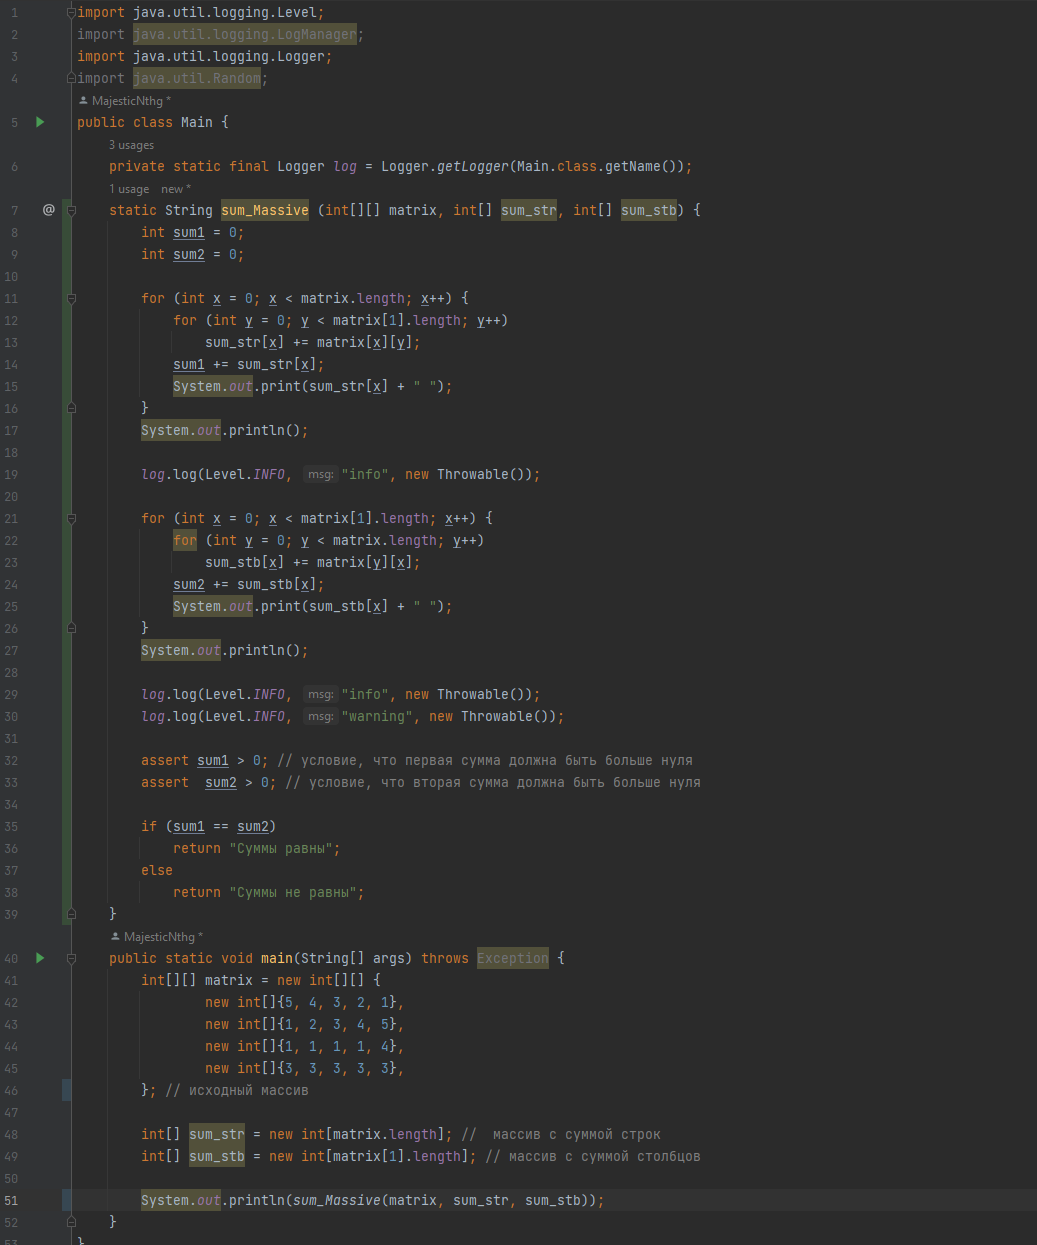 1 import java.util.logging.Level;
2 import java.util.logging.LogManager;
3 import java.util.logging.Logger;
4 import java.util.Random;
MajesticNthg *
5 public class Main {
3 usages
6 private static final Logger log = Logger.getLogger(Main.class.getName());
1 usage new *
7 @ static String sum_Massive (int[][] matrix, int[] sum_str, int[] sum_stb) {
8 int sum1 = 0;
9 int sum2 = 0;
10
11 for (int x = 0; x < matrix.length; x++) {
12 for (int y = 0; y < matrix[1].length; y++)
13 sum_str[x] += matrix[x][y];
14 sum1 += sum_str[x];
15 System.out.print(sum_str[x] + " ");
16 }
17 System.out.println();
18
19 log.log(Level.INFO, msg: "info", new Throwable());
20
21 for (int x = 0; x < matrix[1].length; x++) {
22 for (int y = 0; y < matrix.length; y++)
23 sum_stb[x] += matrix[y][x];
24 sum2 += sum_stb[x];
25 System.out.print(sum_stb[x] + " ");
26 }
27 System.out.println();
28
29 log.log(Level.INFO, msg: "info", new Throwable());
30 log.log(Level.INFO, msg: "warning", new Throwable());
31
32 assert sum1 > 0; // условие, что первая сумма должна быть больше нуля
33 assert  sum2 > 0; // условие, что вторая сумма должна быть больше нуля
34
35 if (sum1 == sum2)
36 return "Суммы равны";
37 else
38 return "Суммы не равны";
39 }
MajesticNthg *
40 public static void main(String[] args) throws Exception {
41 int[][] matrix = new int[][] {
42 new int[]{5, 4, 3, 2, 1},
43 new int[]{1, 2, 3, 4, 5},
44 new int[]{1, 1, 1, 1, 4},
45 new int[]{3, 3, 3, 3, 3},
46 }; // исходный массив
47
48 int[] sum_str = new int[matrix.length]; //  массив с суммой строк
49 int[] sum_stb = new int[matrix[1].length]; // массив с суммой столбцов
50
51 System.out.println(sum_Massive(matrix, sum_str, sum_stb));
52 }
53 }